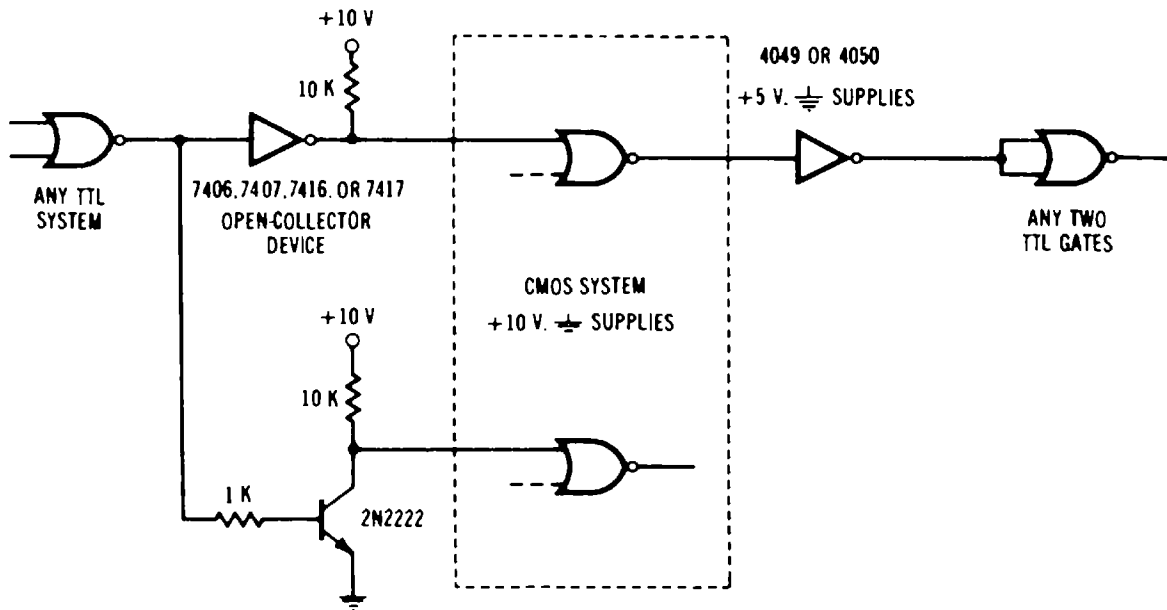 +10 V
10 K
4049 OR 4050
+5 V. SUPPLIES
ANY TTL
SYSTEM
7406,7407,7416. OR 7417
OPEN-COLLECTOR
DEVICE
ANY TWO
TTL GATES
CMOS SYSTEM
+10 V. SUPPLIES
+10 V
10 K
1 K
2N2222